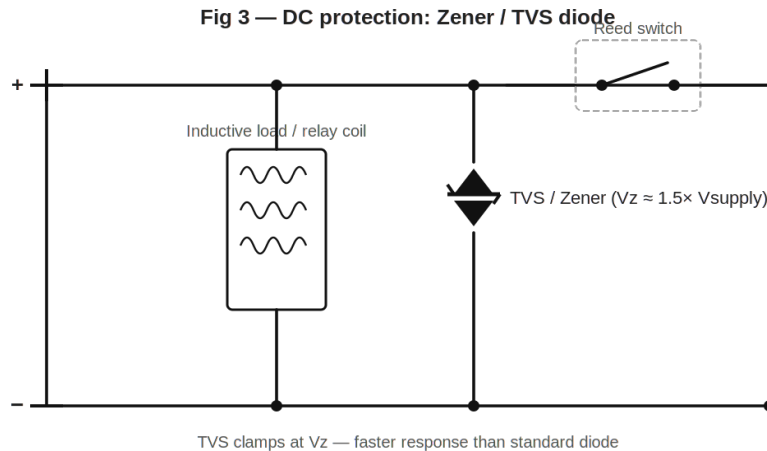 Fig 3 — DC protection: Zener / TVS diode
Reed switch
+
Inductive load / relay coil
TVS / Zener (Vz ≈ 1.5× Vsupply)
−
TVS clamps at Vz — faster response than standard diode